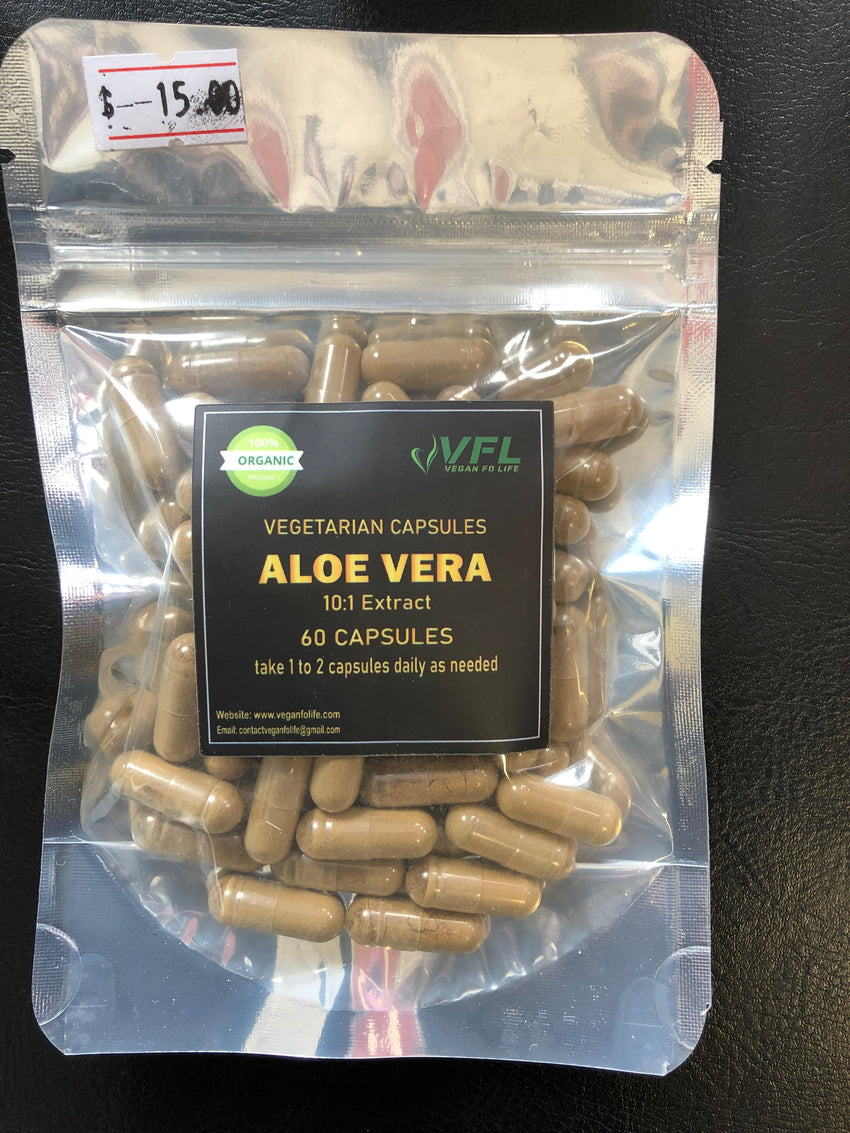 $--15.00
100%
ORGANIC
PRODUCT
VFL
VEGAN FO LIFE
VEGETARIAN CAPSULES
ALOE VERA
10:1 Extract
60 CAPSULES
take 1 to 2 capsules daily as needed
Website: www.veganfolife.com
Email: contactveganfolife@gmail.com